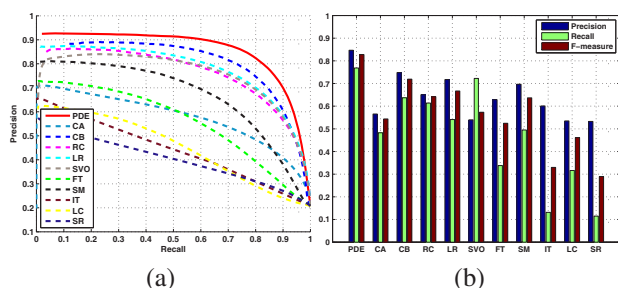 1
0.9
0.8
0.7
0.6
0.5
0.4
0.3
0.2
0.1
Precision
0 0.1 0.2 0.3 0.4 0.5 0.6 0.7 0.8 0.9 1
Recall
PDE
CA
CB
RC
LR
SVO
FT
SM
IT
LC
SR
(a)
1
0.9
0.8
0.7
0.6
0.5
0.4
0.3
0.2
0.1
0
PDE CA CB RC LR SVO FT SM IT LC SR
Precision
Recall
F-measure
(b)